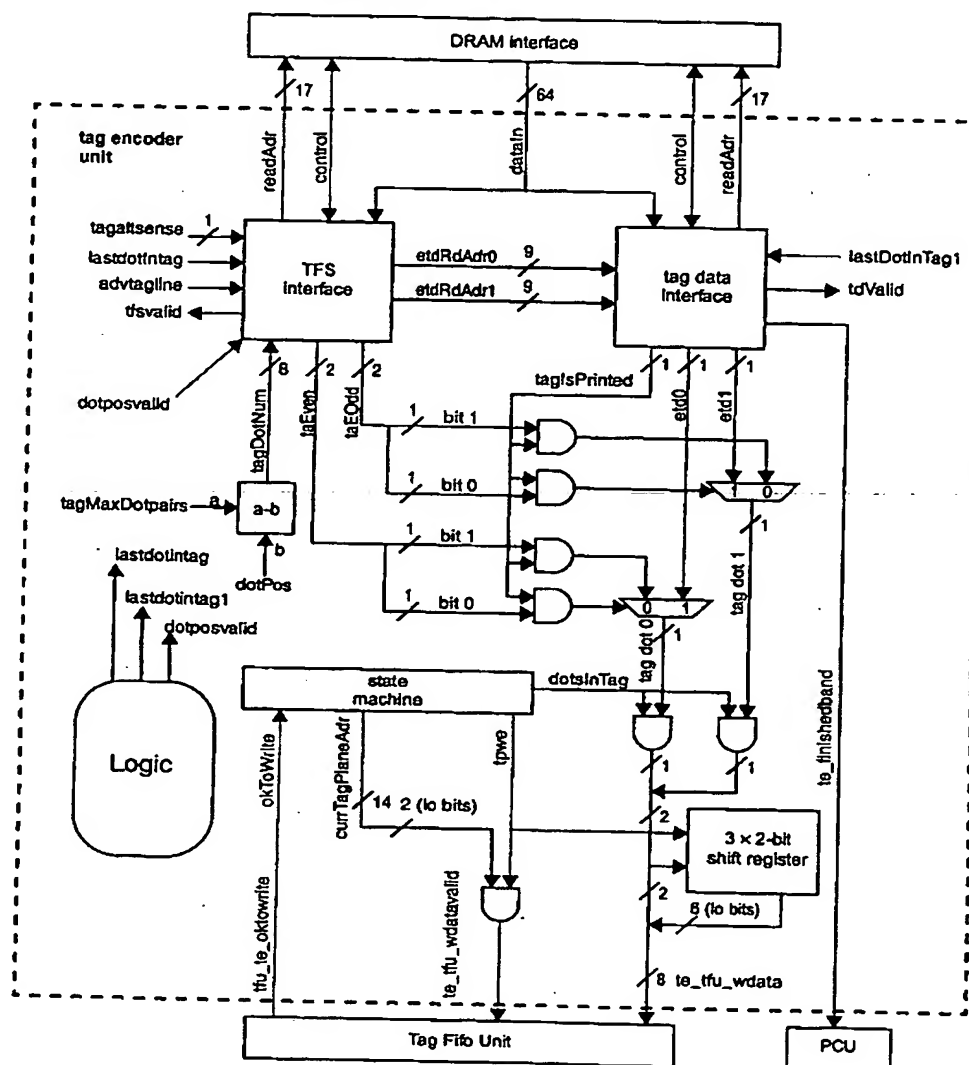 DRAM interface
17
64
17
tag encoder
unit
readAdr
control
dataIn
control
readAdr
tagaltsense
1
lastdotintag
advtagline
tfsvalid
TFS
interface
etdRdAdr0
9
etdRdAdr1
9
tag data
interface
lastDotInTag1
tdValid
dotposvalid
8
2
2
tagDotNum
taEven
taEOdd
tagIsPrinted
1
1
1
etd0
etd1
1
bit 1
1
bit 0
1
0
1
tag dot 1
tagMaxDotpairs
a
a-b
b
dotPos
1
bit 1
1
bit 0
0
1
1
tag dot 0
lastdotintag
lastdotintag1
dotposvalid
Logic
state
machine
dotsInTag
okToWrite
currTagPlaneAdr
14
2 (lo bits)
tpwe
1
1
2
3 × 2-bit
shift register
2
6 (lo bits)
te_finishedband
tfu_te_oktowrite
te_tfu_wdatavalid
8
te_tfu_wdata
Tag Fifo Unit
PCU